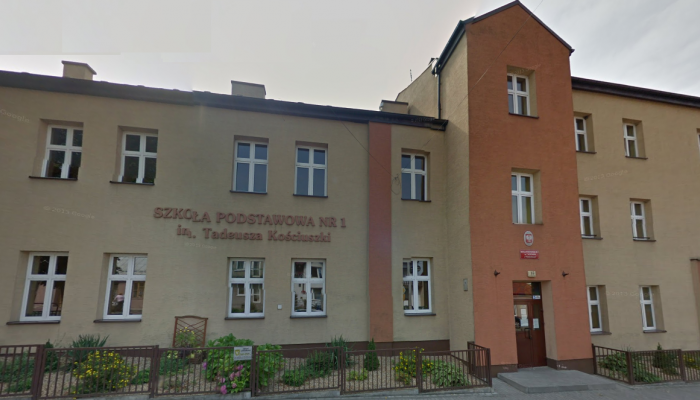 SZKOŁA PODSTAWOWA NR 1
im. Tadeusza Kościuszki